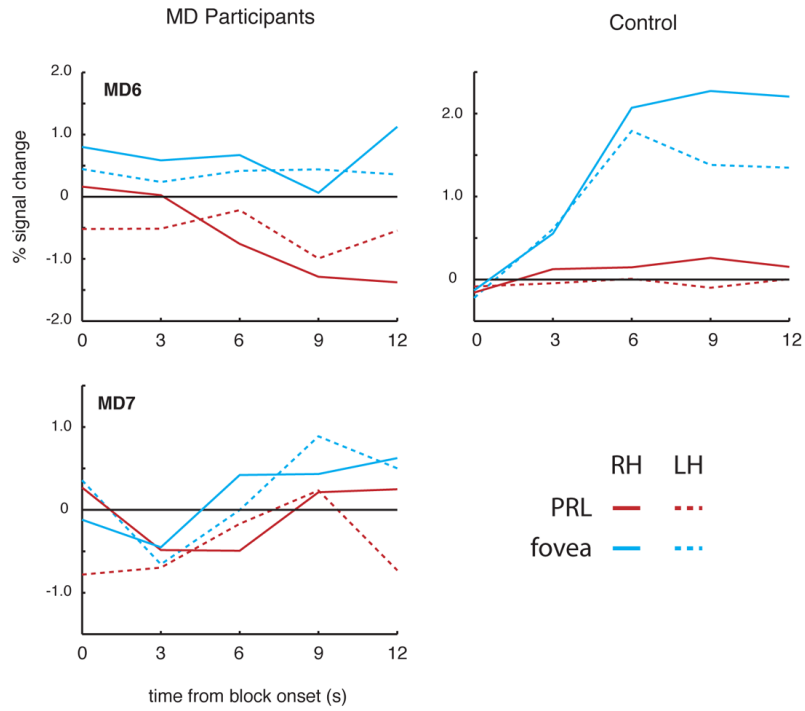 MD Participants
Control
MD6
% signal change
2.0
1.0
0
-1.0
-2.0
0 3 6 9 12
2.0
1.0
0
0 3 6 9 12
MD7
1.0
0
-1.0
0 3 6 9 12
time from block onset (s)
RH LH
PRL
fovea